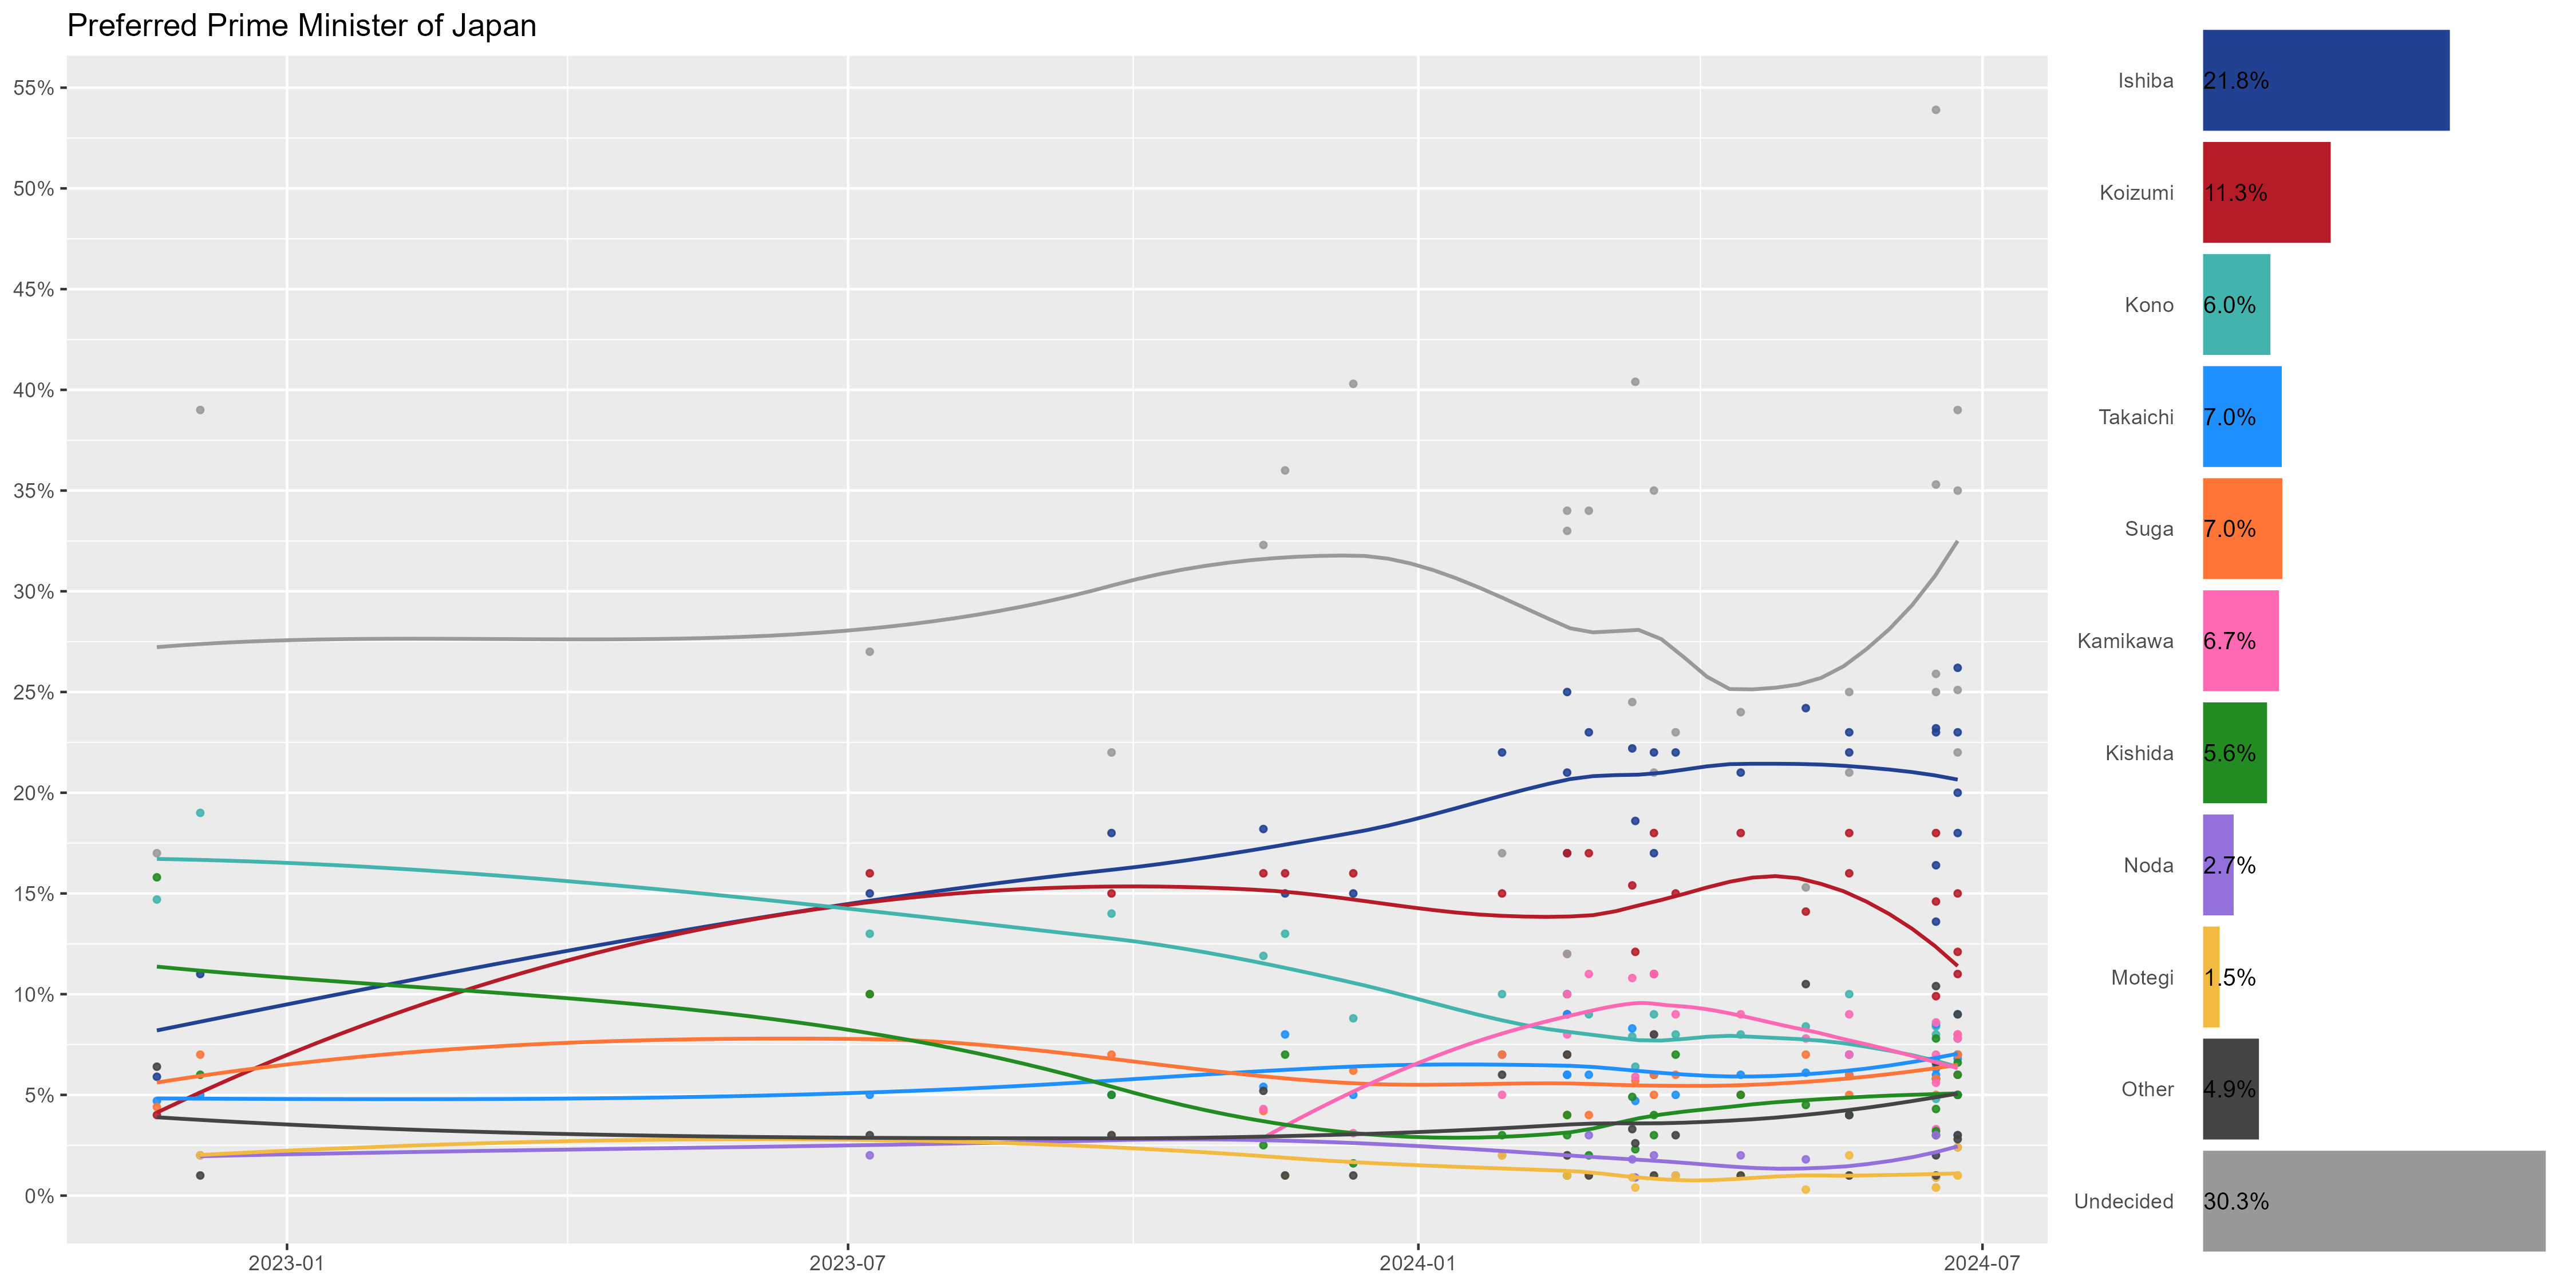 Preferred Prime Minister of Japan
55%
50%
45%
40%
35%
30%
25%
20%
15%
10%
5%
0%
2023-01
2023-07
2024-01
2024-07
Ishiba 21.8%
Koizumi 11.3%
Kono 6.0%
Takaichi 7.0%
Suga 7.0%
Kamikawa 6.7%
Kishida 5.6%
Noda 2.7%
Motegi 1.5%
Other 4.9%
Undecided 30.3%